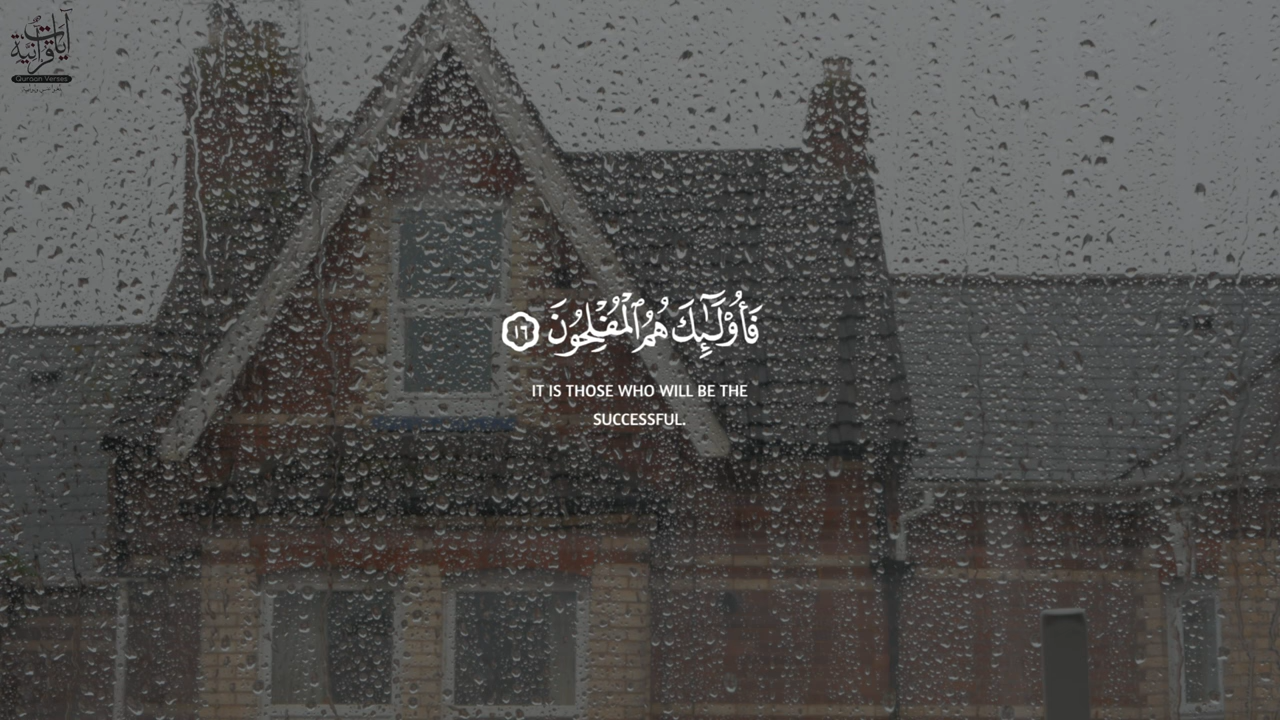 آيات قرآنية
Quraan Verses
فَأُو۟لَـٰٓئِكَ هُمُ ٱلْمُفْلِحُونَ ١٦
IT IS THOSE WHO WILL BE THE
SUCCESSFUL.